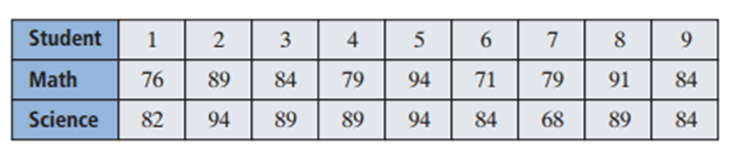 Student 1 2 3 4 5 6 7 8 9
Math 76 89 84 79 94 71 79 91 84
Science 82 94 89 89 94 84 68 89 84